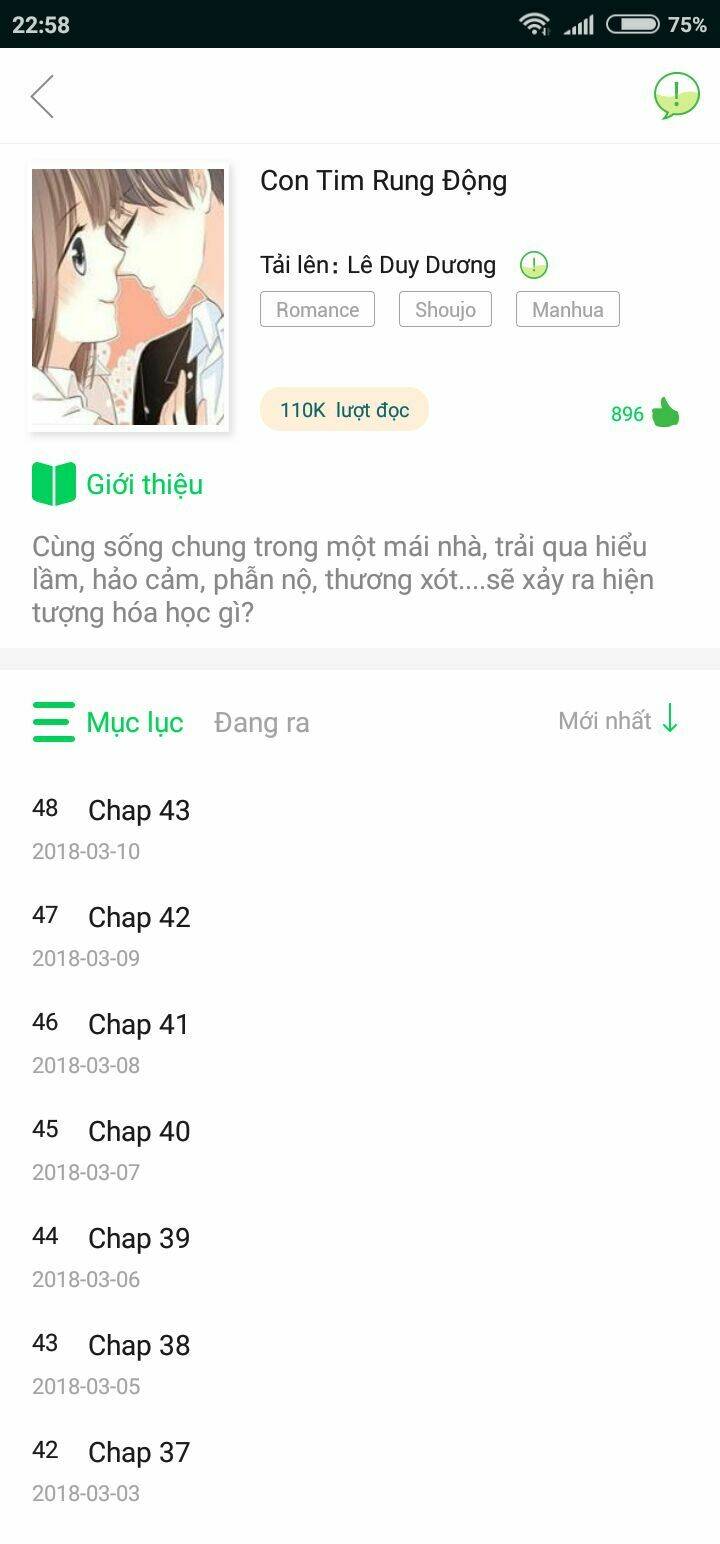 22:58
75%
Con Tim Rung Động
Tải lên: Lê Duy Dương
Romance
Shoujo
Manhua
110K lượt đọc
896
Giới thiệu
Cùng sống chung trong một mái nhà, trải qua hiểu
lầm, hảo cảm, phẫn nộ, thương xót....sẽ xảy ra hiện
tượng hóa học gì?
Mục lục
Đang ra
Mới nhất
48 Chap 43
2018-03-10
47 Chap 42
2018-03-09
46 Chap 41
2018-03-08
45 Chap 40
2018-03-07
44 Chap 39
2018-03-06
43 Chap 38
2018-03-05
42 Chap 37
2018-03-03